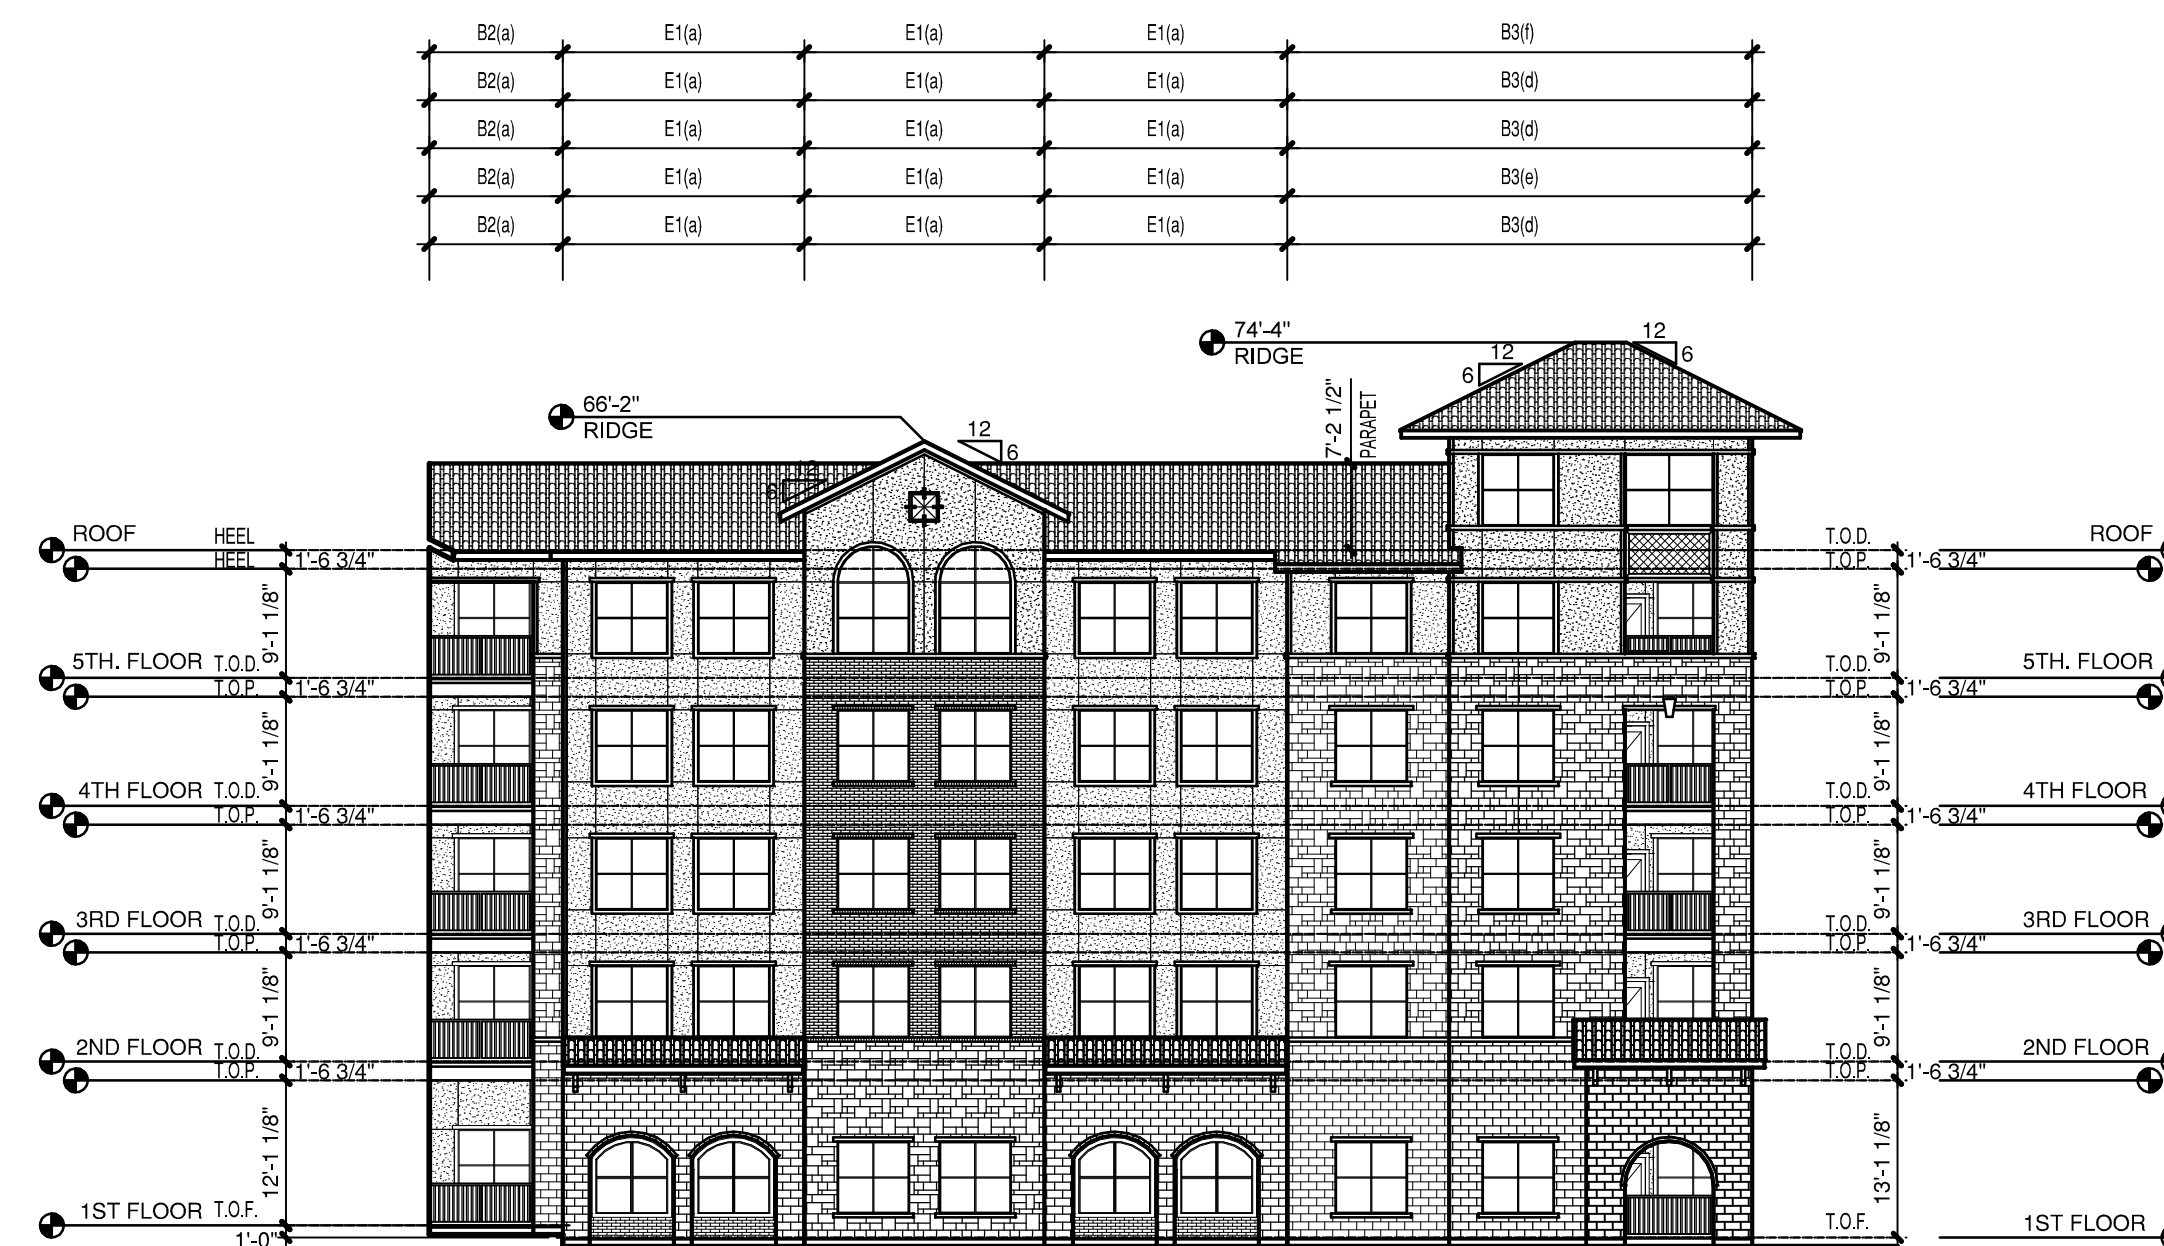 B2(a) E1(a) E1(a) E1(a) B3(f)
B2(a) E1(a) E1(a) E1(a) B3(d)
B2(a) E1(a) E1(a) E1(a) B3(d)
B2(a) E1(a) E1(a) E1(a) B3(e)
B2(a) E1(a) E1(a) E1(a) B3(d)
74'-4"
RIDGE
12
6
12
6
66'-2"
RIDGE
12
6
12
6
7'-2 1/2"
PARAPET
ROOF HEEL
HEEL 1'-6 3/4"
9'-1 1/8"
5TH. FLOOR T.O.D.
T.O.P. 1'-6 3/4"
9'-1 1/8"
4TH FLOOR T.O.D.
T.O.P. 1'-6 3/4"
9'-1 1/8"
3RD FLOOR T.O.D.
T.O.P. 1'-6 3/4"
9'-1 1/8"
2ND FLOOR T.O.D.
T.O.P. 1'-6 3/4"
12'-1 1/8"
1ST FLOOR T.O.F.
1'-0"
T.O.D. ROOF
T.O.P. 1'-6 3/4"
9'-1 1/8"
T.O.D. 5TH. FLOOR
T.O.P. 1'-6 3/4"
9'-1 1/8"
T.O.D. 4TH FLOOR
T.O.P. 1'-6 3/4"
9'-1 1/8"
T.O.D. 3RD FLOOR
T.O.P. 1'-6 3/4"
9'-1 1/8"
T.O.D. 2ND FLOOR
T.O.P. 1'-6 3/4"
13'-1 1/8"
T.O.F. 1ST FLOOR